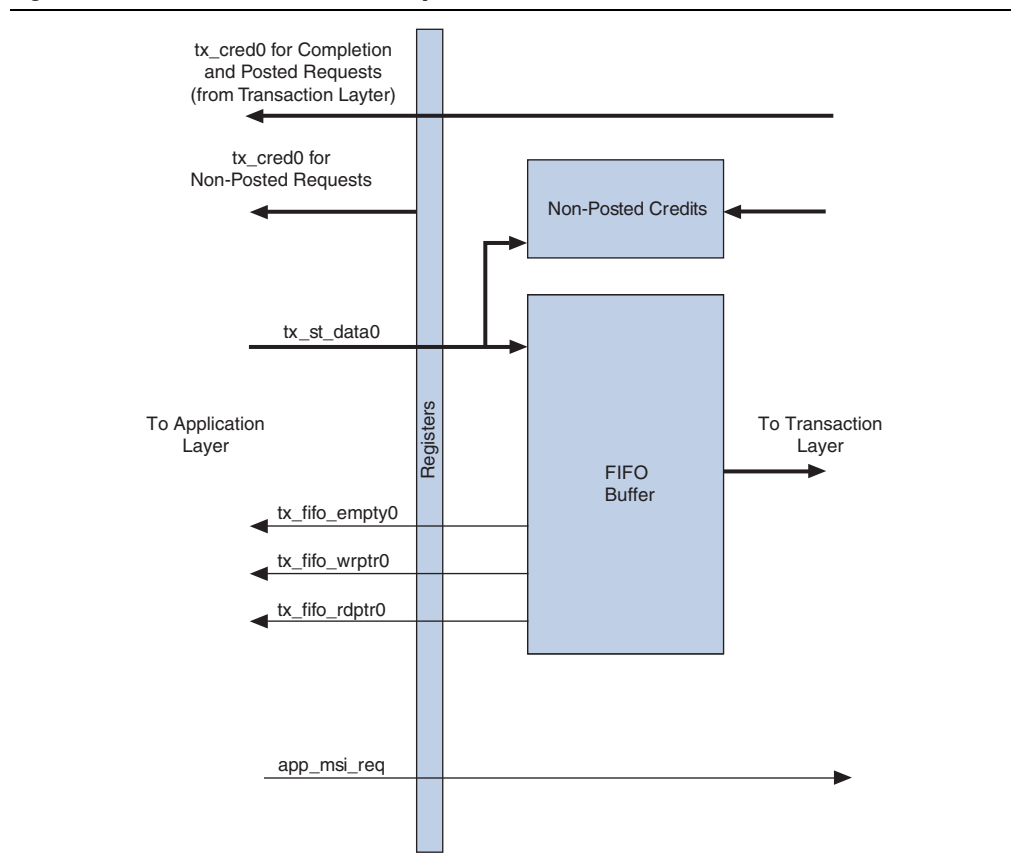 tx_cred0 for Completion
and Posted Requests
(from Transaction Layter)
tx_cred0 for
Non-Posted Requests
Non-Posted Credits
tx_st_data0
To Application
Layer
Registers
FIFO
Buffer
To Transaction
Layer
tx_fifo_empty0
tx_fifo_wrptr0
tx_fifo_rdptr0
app_msi_req